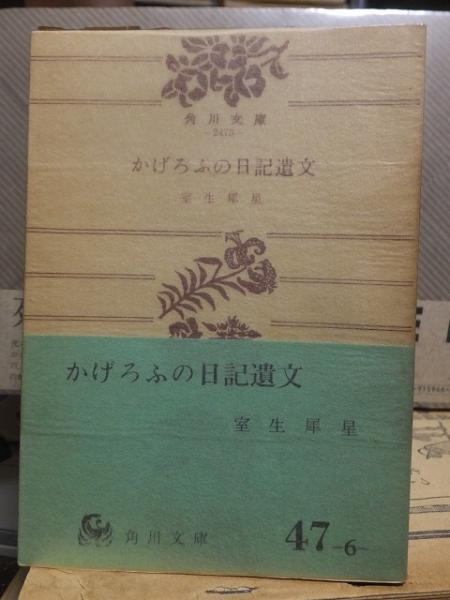 角川文庫
-2473-
かげろふの日記遺文
室生犀星
かげろふの日記遺文
室生犀星
角川文庫
47-6-